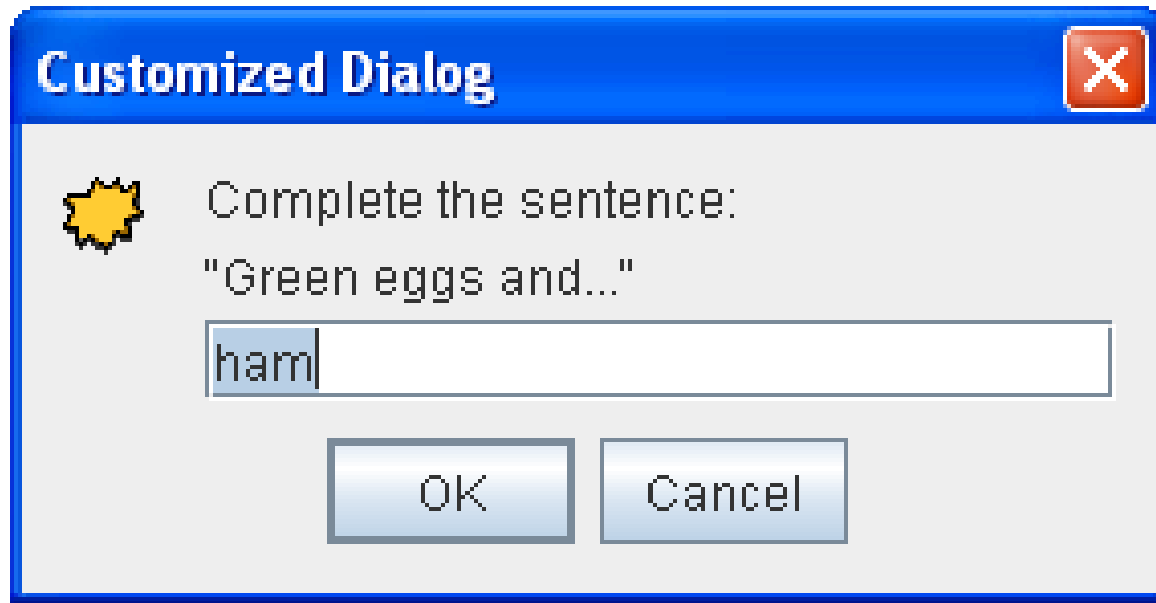 Customized Dialog
Complete the sentence:
"Green eggs and..."
ham
OK Cancel